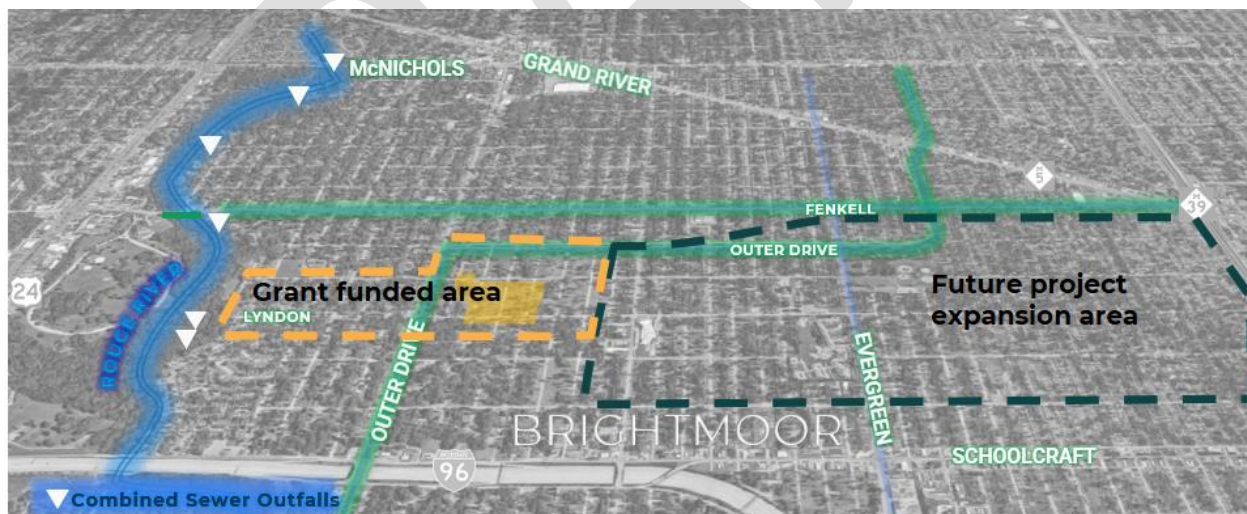 McNICHOLS
GRAND RIVER
5
39
FENKELL
OUTER DRIVE
24
Grant funded area
LYNDON
Future project
expansion area
ROUGE RIVER
OUTER DRIVE
EVERGREEN
BRIGHTMOOR
SCHOOLCRAFT
96
Combined Sewer Outfalls